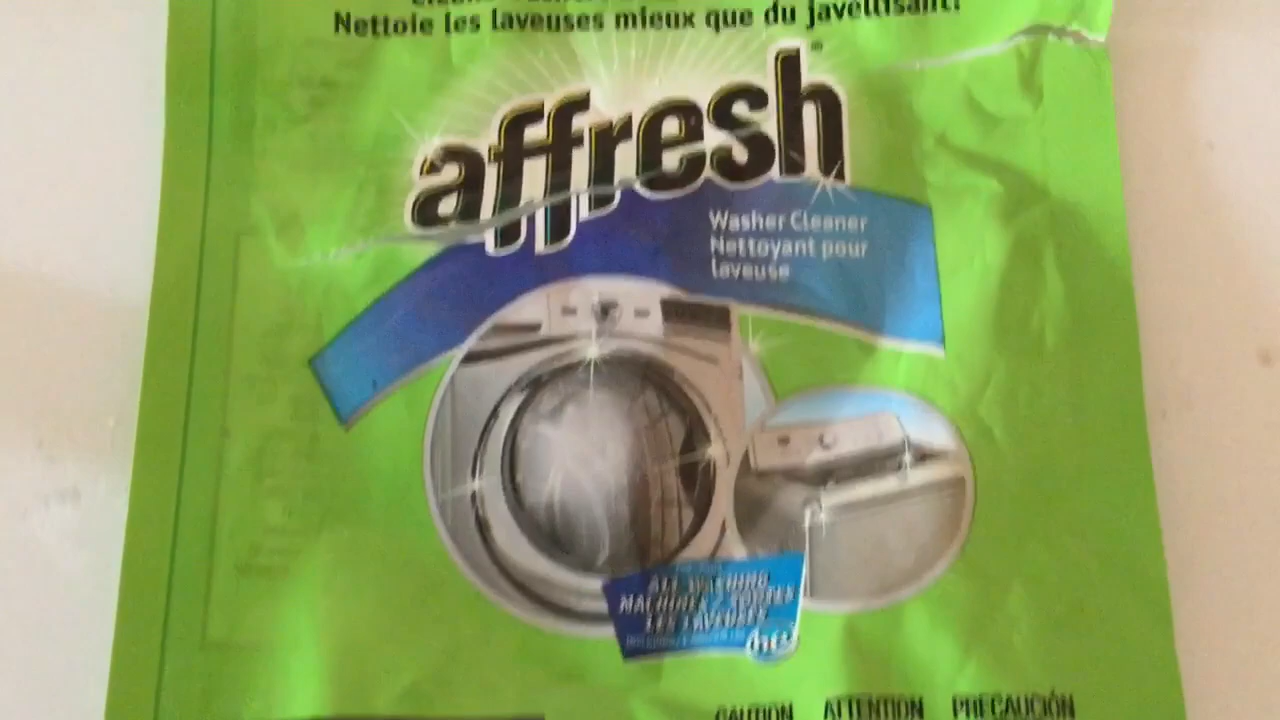 Nettoie les laveuses mieux que du javellisant!
affresh
Washer Cleaner
Nettoyant pour
laveuse
ALL WASHING
MACHINES / TOUTES
LES LAVEUSES
he
CAUTION ATTENTION PRECAUCIÓN